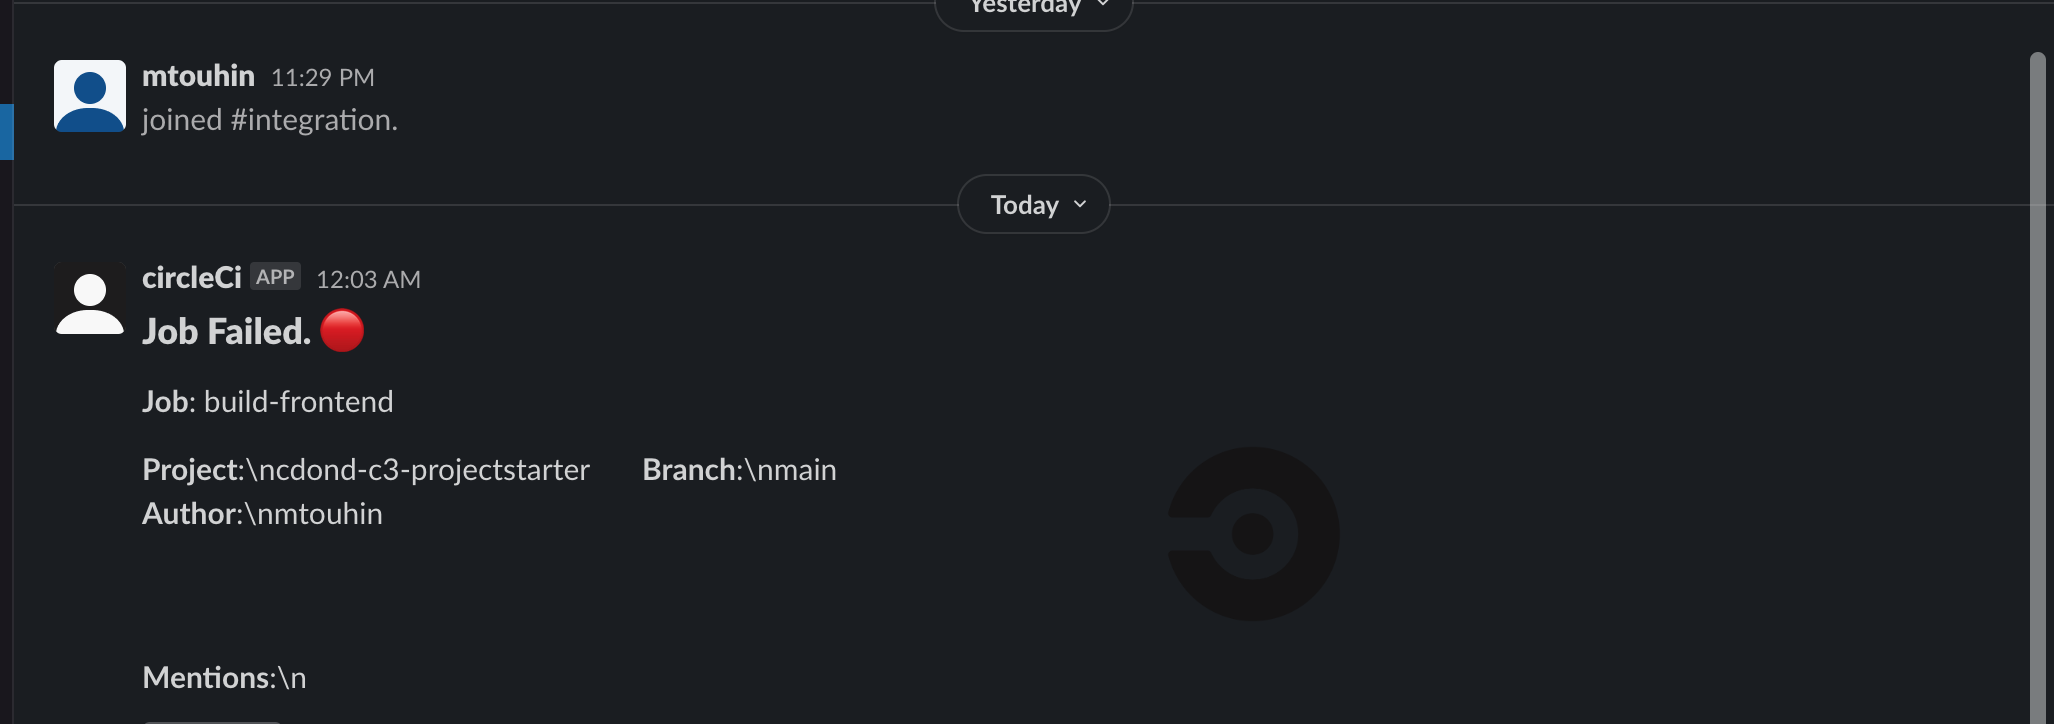 Yesterday
mtouhin 11:29 PM
joined #integration.
Today
circleCi APP 12:03 AM
Job Failed.
Job: build-frontend
Project:\ncdond-c3-projectstarter Branch:\nmain
Author:\nmtouhin
Mentions:\n